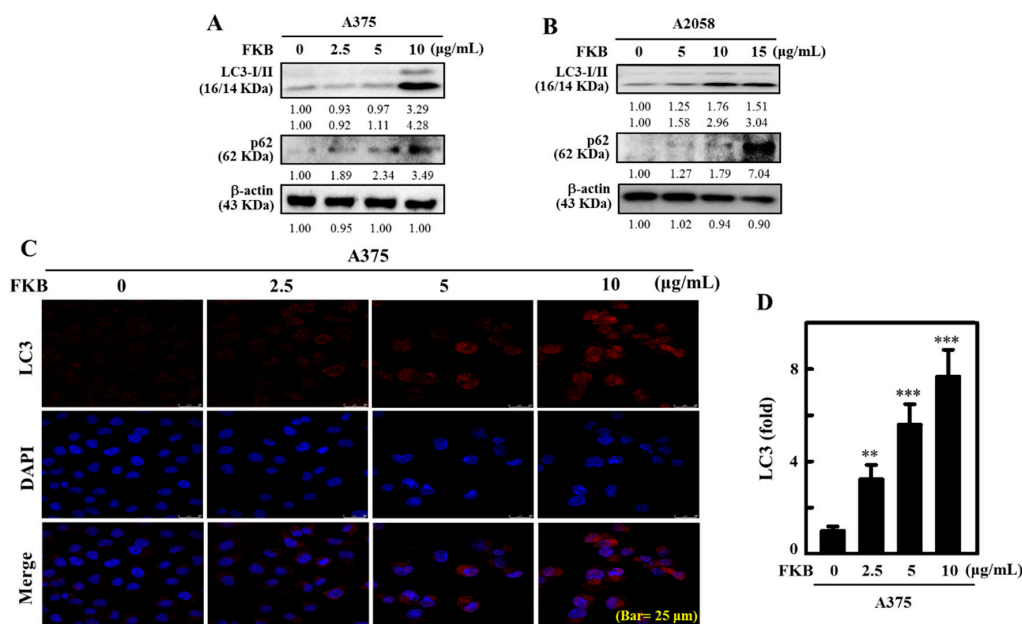 A
A375
FKB 0 2.5 5 10 (μg/mL)
LC3-I/II
(16/14 KDa)
1.00 0.93 0.97 3.29
1.00 0.92 1.11 4.28
p62
(62 KDa)
1.00 1.89 2.34 3.49
β-actin
(43 KDa)
1.00 0.95 1.00 1.00
B
A2058
FKB 0 5 10 15 (μg/mL)
LC3-I/II
(16/14 KDa)
1.00 1.25 1.76 1.51
1.00 1.58 2.96 3.04
p62
(62 KDa)
1.00 1.27 1.79 7.04
β-actin
(43 KDa)
1.00 1.02 0.94 0.90
C
A375
FKB 0 2.5 5 10 (μg/mL)
LC3
DAPI
Merge
(Bar= 25 μm)
D
LC3 (fold)
8
4
0
**
***
***
FKB 0 2.5 5 10 (μg/mL)
A375